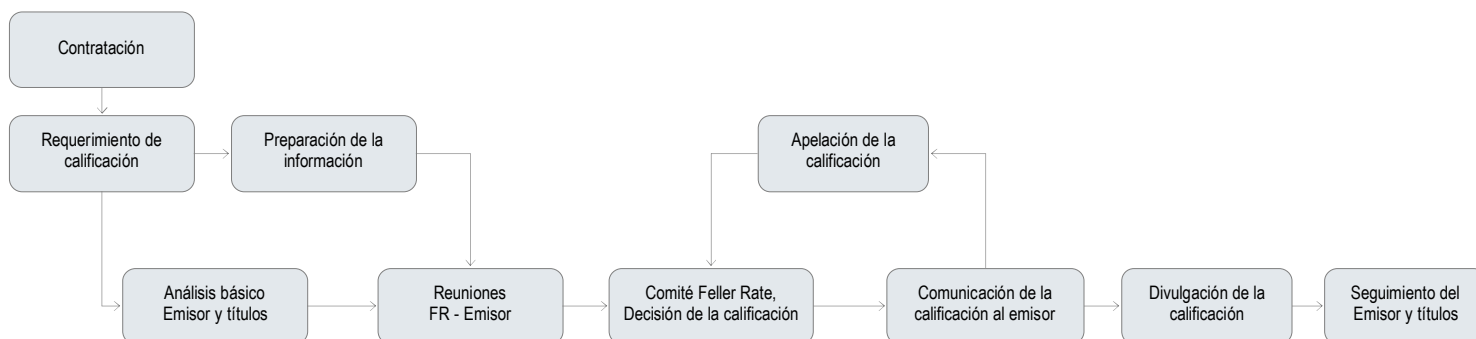 Contratación
Requerimiento de
calificación
Preparación de la
información
Apelación de la
calificación
Análisis básico
Emisor y títulos
Reuniones
FR - Emisor
Comité Feller Rate,
Decisión de la calificación
Comunicación de la
calificación al emisor
Divulgación de la
calificación
Seguimiento del
Emisor y títulos